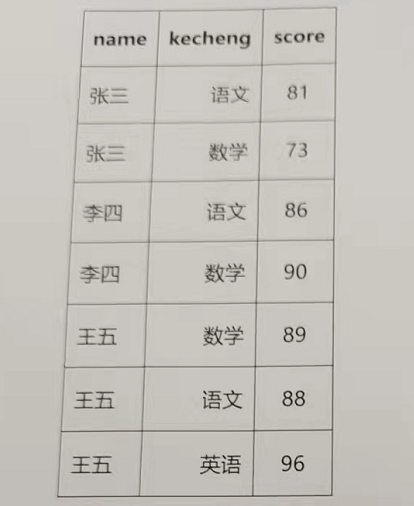 name kecheng score
张三 语文 81
张三 数学 73
李四 语文 86
李四 数学 90
王五 数学 89
王五 语文 88
王五 英语 96